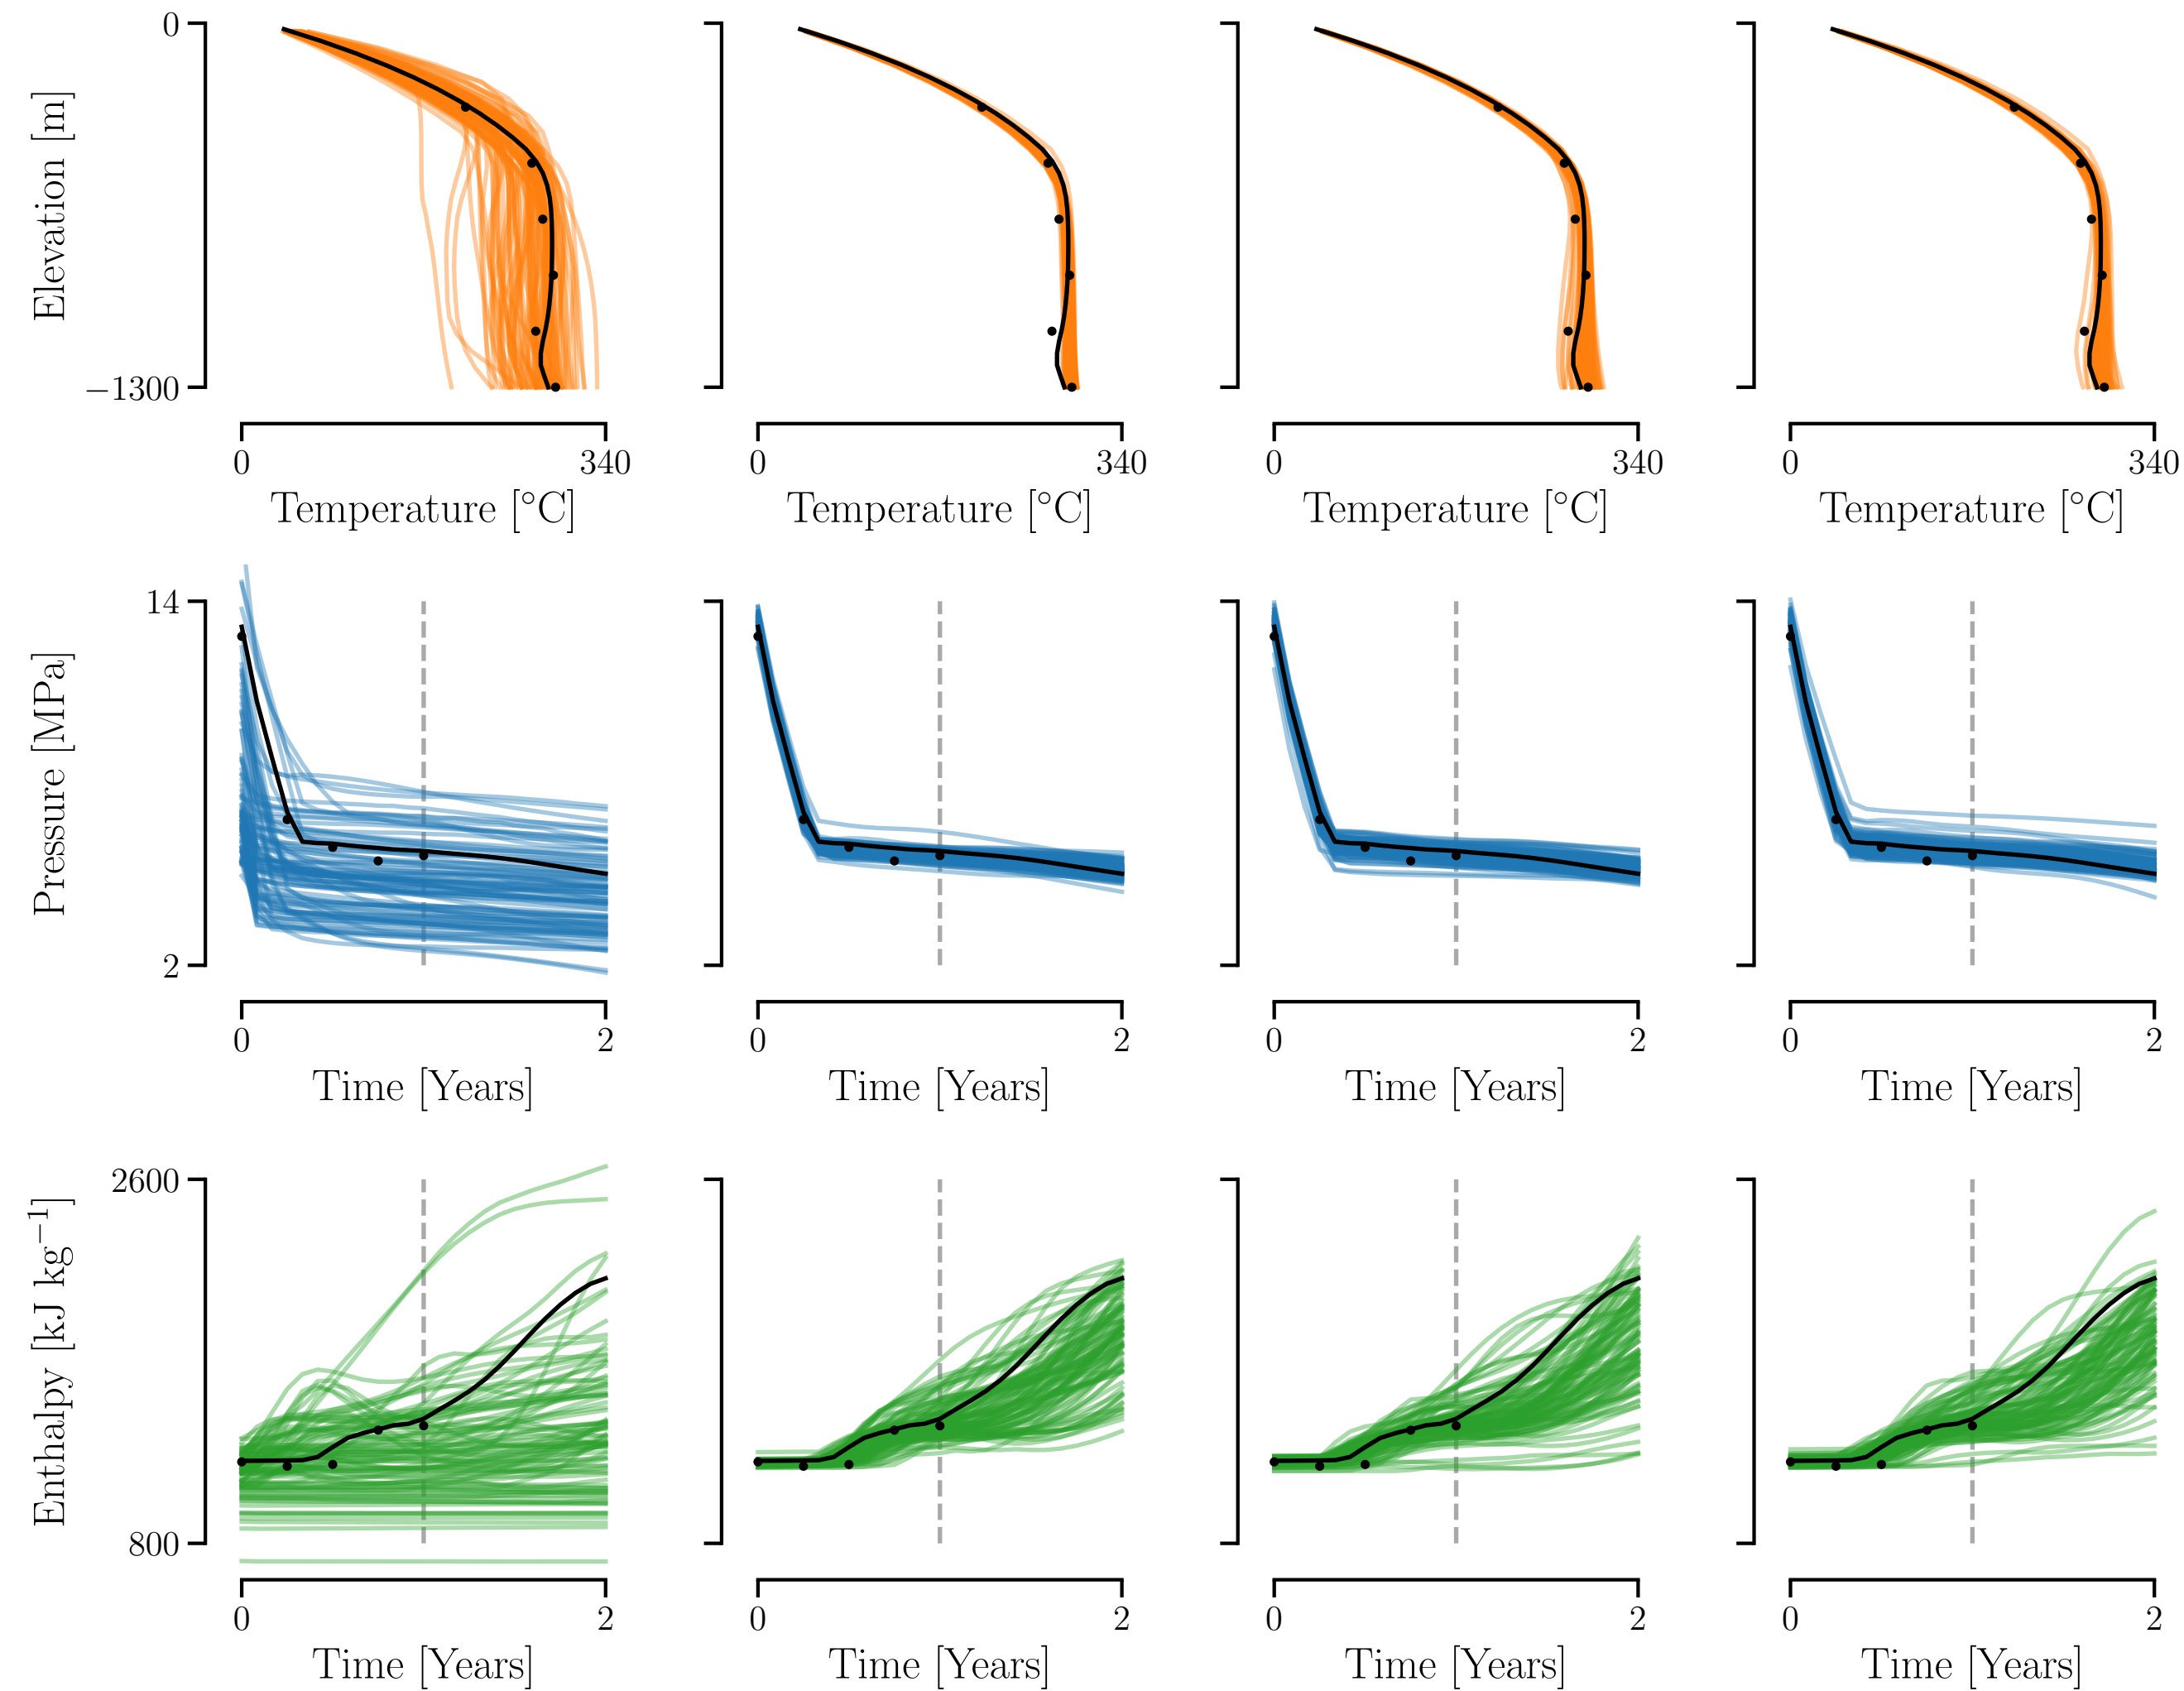 0
Elevation [m]
−1300
0 340 0 340 0 340 0 340
Temperature [°C] Temperature [°C] Temperature [°C] Temperature [°C]
14
Pressure [MPa]
2
0 2 0 2 0 2 0 2
Time [Years] Time [Years] Time [Years] Time [Years]
2600
Enthalpy [kJ kg⁻¹]
800
0 2 0 2 0 2 0 2
Time [Years] Time [Years] Time [Years] Time [Years]